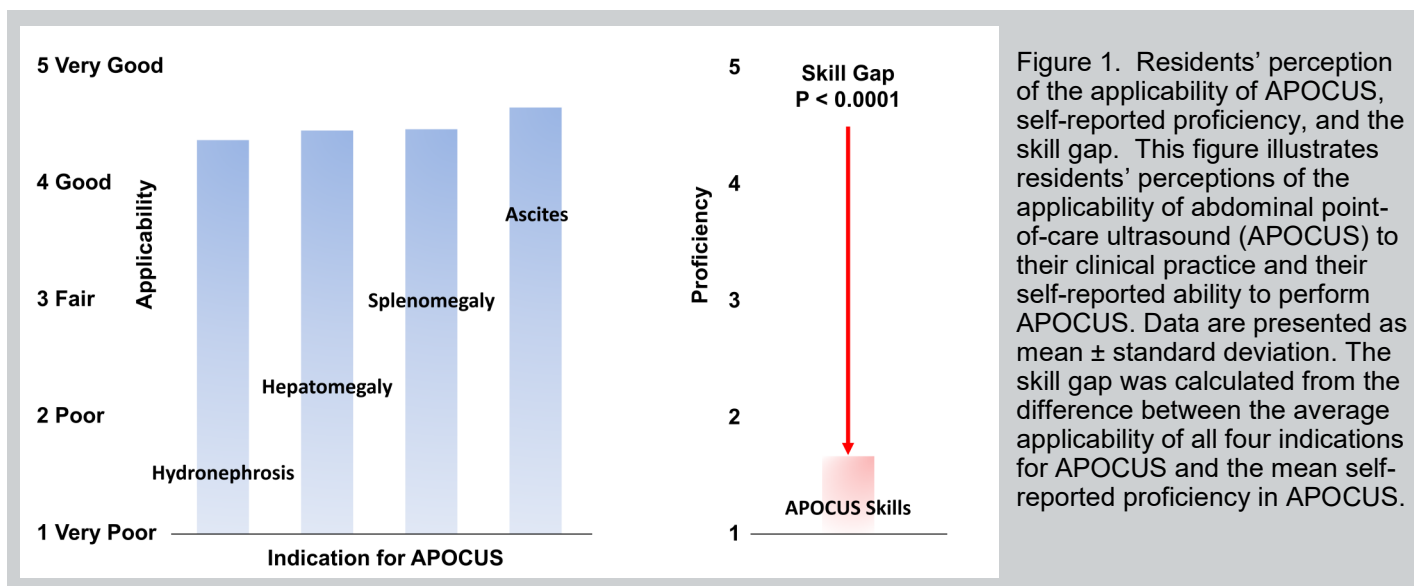 5 Very Good
4 Good
3 Fair
2 Poor
1 Very Poor
Applicability
Hydronephrosis
Hepatomegaly
Splenomegaly
Ascites
Indication for APOCUS
5
4
3
2
1
Proficiency
Skill Gap
P < 0.0001
APOCUS Skills
Figure 1.  Residents’ perception
of the applicability of APOCUS,
self-reported proficiency, and the
skill gap.  This figure illustrates
residents’ perceptions of the
applicability of abdominal point-
of-care ultrasound (APOCUS) to
their clinical practice and their
self-reported ability to perform
APOCUS. Data are presented as
mean ± standard deviation. The
skill gap was calculated from the
difference between the average
applicability of all four indications
for APOCUS and the mean self-
reported proficiency in APOCUS.